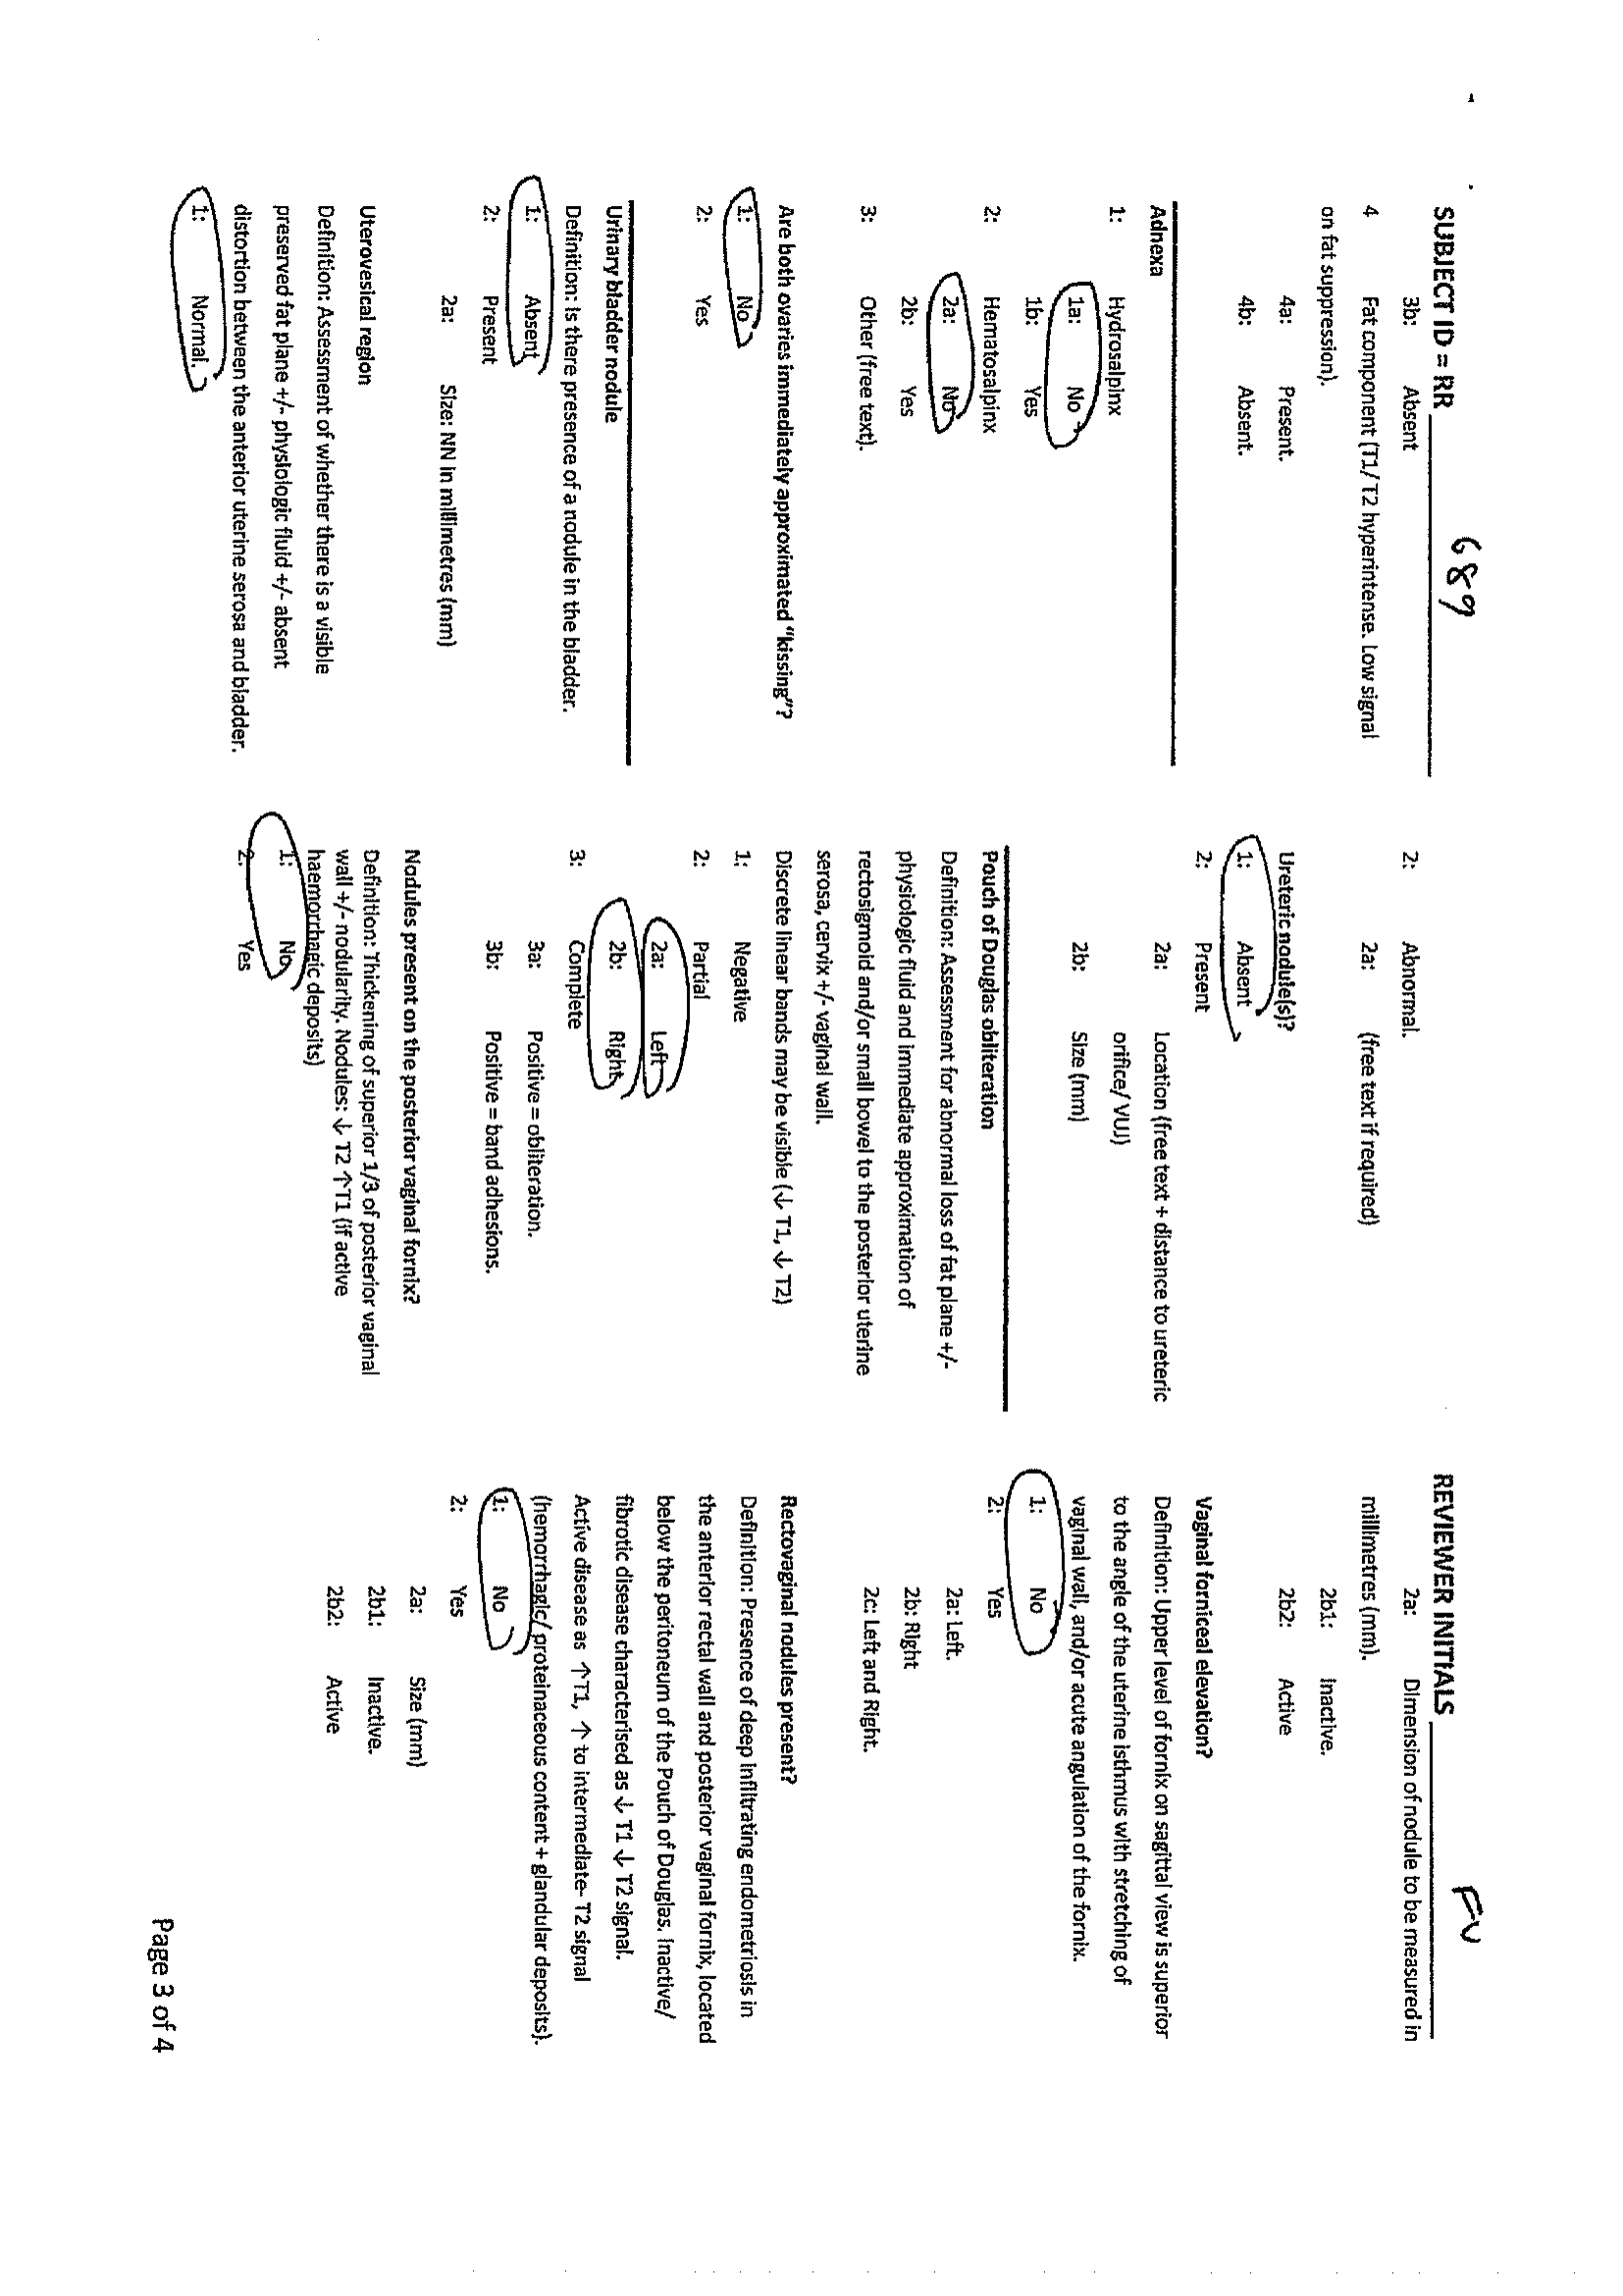 SUBJECT ID = RR 689
3b: Absent
4 Fat component (T1/ T2 hyperintense. Low signal
on fat suppression).
4a: Present.
4b: Absent.
Adnexa
1: Hydrosalpinx
1a: No
1b: Yes
2: Hematosalpinx
2a: No
2b: Yes
3: Other (free text).
Are both ovaries immediately approximated "kissing"?
1: No
2: Yes
Urinary bladder nodule
Definition: Is there presence of a nodule in the bladder.
1: Absent
2: Present
2a: Size: NN in millimetres (mm)
Uterovesical region
Definition: Assessment of whether there is a visible
preserved fat plane +/- physiologic fluid +/- absent
distortion between the anterior uterine serosa and bladder.
1: Normal.
2: Abnormal.
2a: (free text if required)
Ureteric nodule(s)?
1: Absent
2: Present
2a: Location (free text + distance to ureteric
orifice/ VUJ)
2b: Size (mm)
Pouch of Douglas obliteration
Definition: Assessment for abnormal loss of fat plane +/-
physiologic fluid and immediate approximation of
rectosigmoid and/or small bowel to the posterior uterine
serosa, cervix +/- vaginal wall.
Discrete linear bands may be visible (↓ T1, ↓ T2)
1: Negative
2: Partial
2a: Left
2b: Right
3: Complete
3a: Positive = obliteration.
3b: Positive = band adhesions.
Nodules present on the posterior vaginal fornix?
Definition: Thickening of superior 1/3 of posterior vaginal
wall +/- nodularity. Nodules: ↓ T2 ↑T1 (if active
haemorrhagic deposits)
1: No
2: Yes
REVIEWER INITIALS FN
2a: Dimension of nodule to be measured in
millimetres (mm).
2b1: Inactive.
2b2: Active
Vaginal forniceal elevation?
Definition: Upper level of fornix on sagittal view is superior
to the angle of the uterine isthmus with stretching of
vaginal wall, and/or acute angulation of the fornix.
1: No
2: Yes
2a: Left.
2b: Right
2c: Left and Right.
Rectovaginal nodules present?
Definition: Presence of deep infiltrating endometriosis in
the anterior rectal wall and posterior vaginal fornix, located
below the peritoneum of the Pouch of Douglas. Inactive/
fibrotic disease characterised as ↓ T1 ↓ T2 signal.
Active disease as ↑T1, ↑ to intermediate- T2 signal
(hemorrhagic/ proteinaceous content + glandular deposits).
1: No
2: Yes
2a: Size (mm)
2b1: Inactive.
2b2: Active
Page 3 of 4